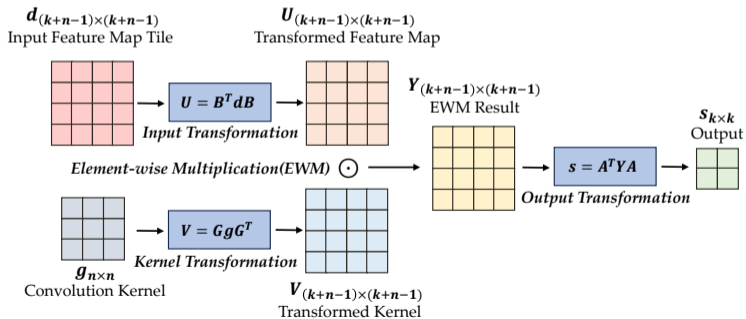 d(k+n−1)×(k+n−1)
Input Feature Map Tile
U(k+n−1)×(k+n−1)
Transformed Feature Map
U = BᵀdB
Input Transformation
Y(k+n−1)×(k+n−1)
EWM Result
sk×k
Output
Element-wise Multiplication(EWM) ⊙
s = AᵀYA
Output Transformation
V = GgGᵀ
Kernel Transformation
gn×n
Convolution Kernel
V(k+n−1)×(k+n−1)
Transformed Kernel